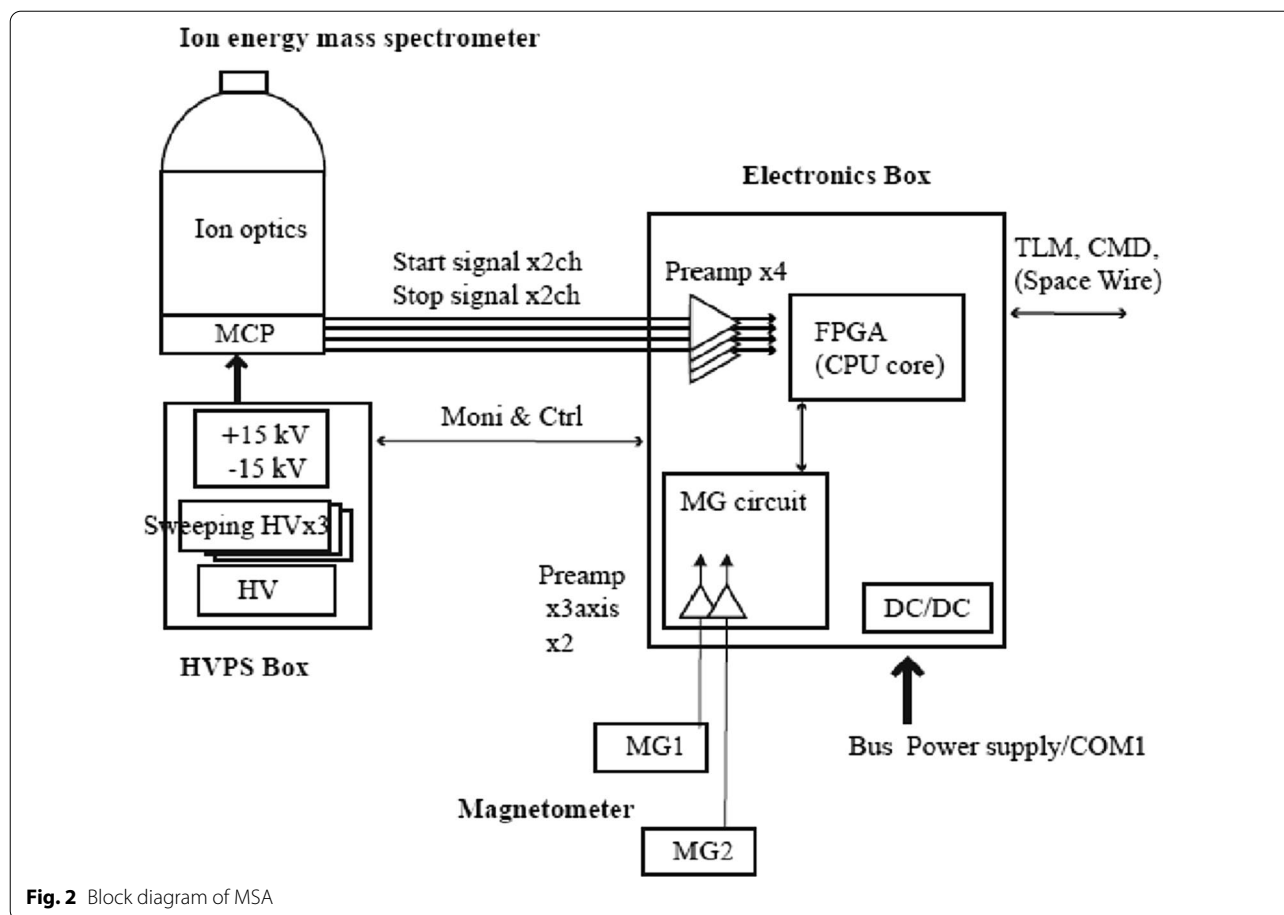 Ion energy mass spectrometer
Ion optics
MCP
Start signal x2ch
Stop signal x2ch
Electronics Box
Preamp x4
FPGA
(CPU core)
TLM, CMD,
(Space Wire)
+15 kV
-15 kV
Sweeping HVx3
HV
HVPS Box
Moni & Ctrl
MG circuit
Preamp
x3axis
x2
DC/DC
MG1
Bus Power supply/COM1
Magnetometer
MG2
Fig. 2 Block diagram of MSA